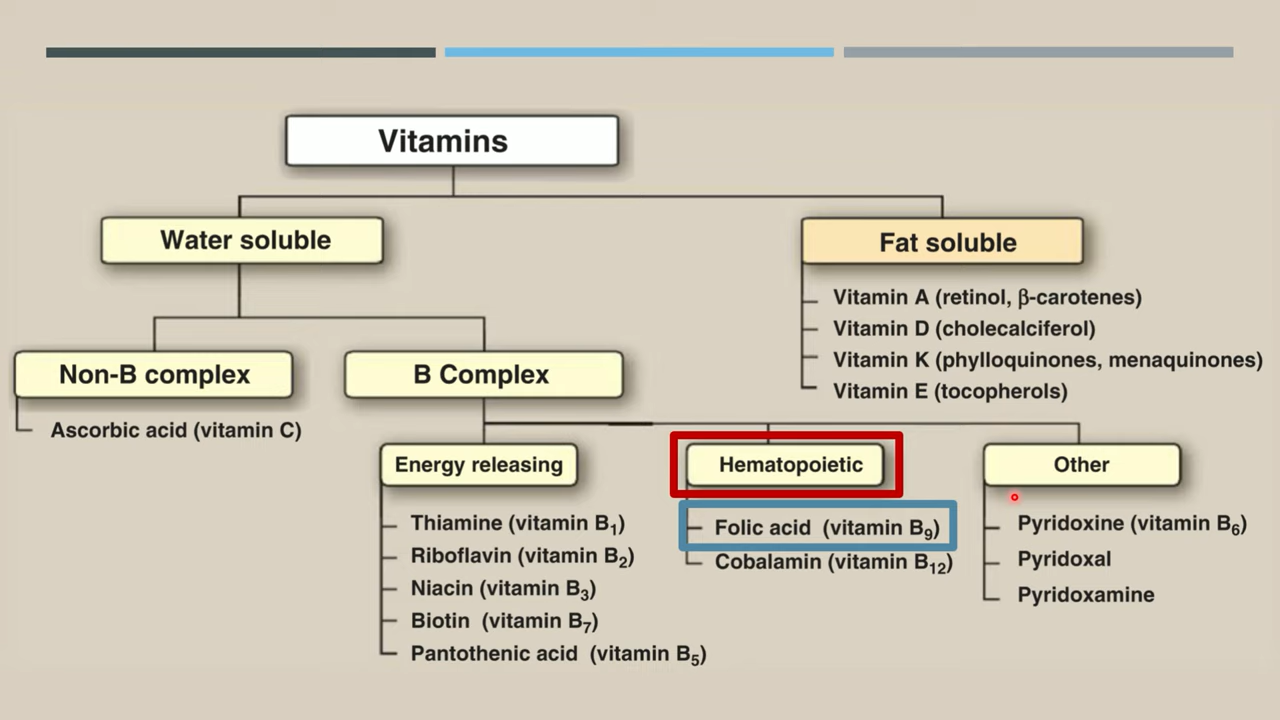 Vitamins
Water soluble
Fat soluble
Vitamin A (retinol, β-carotenes)
Vitamin D (cholecalciferol)
Vitamin K (phylloquinones, menaquinones)
Vitamin E (tocopherols)
Non-B complex
Ascorbic acid (vitamin C)
B Complex
Energy releasing
Thiamine (vitamin B₁)
Riboflavin (vitamin B₂)
Niacin (vitamin B₃)
Biotin (vitamin B₇)
Pantothenic acid (vitamin B₅)
Hematopoietic
Folic acid (vitamin B₉)
Cobalamin (vitamin B₁₂)
Other
Pyridoxine (vitamin B₆)
Pyridoxal
Pyridoxamine